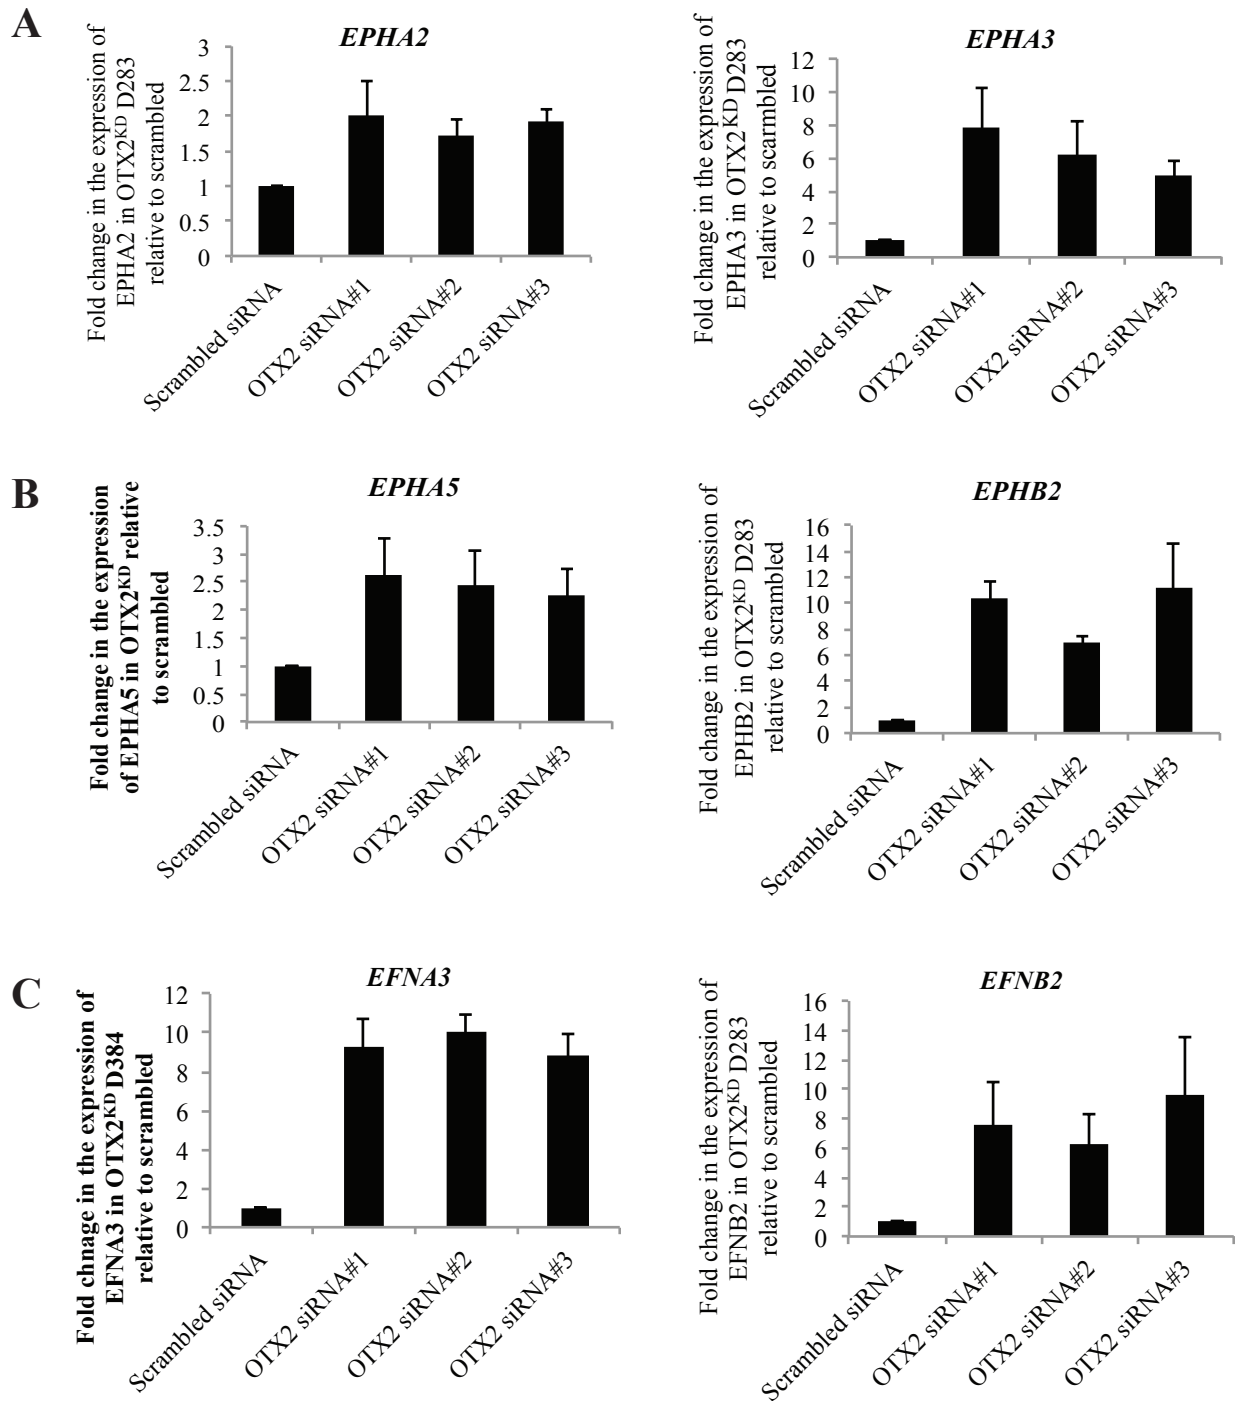 A
EPHA2
Fold change in the expression of
EPHA2 in OTX2KD D283
relative to scrambled
3
2.5
2
1.5
1
0.5
0
Scrambled siRNA
OTX2 siRNA#1
OTX2 siRNA#2
OTX2 siRNA#3
EPHA3
Fold change in the expression of
EPHA3 in OTX2KD D283
relative to scarmbled
12
10
8
6
4
2
0
Scrambled siRNA
OTX2 siRNA#1
OTX2 siRNA#2
OTX2 siRNA#3
B
EPHA5
Fold change in the expression
of EPHA5 in OTX2KD relative
to scrambled
3.5
3
2.5
2
1.5
1
0.5
0
Scrambled siRNA
OTX2 siRNA#1
OTX2 siRNA#2
OTX2 siRNA#3
EPHB2
Fold change in the expression of
EPHB2 in OTX2KD D283
relative to scrambled
16
14
12
10
8
6
4
2
0
Scrambled siRNA
OTX2 siRNA#1
OTX2 siRNA#2
OTX2 siRNA#3
C
EFNA3
Fold chnage in the expression of
EFNA3 in OTX2KD D384
relative to scrambled
12
10
8
6
4
2
0
Scrambled siRNA
OTX2 siRNA#1
OTX2 siRNA#2
OTX2 siRNA#3
EFNB2
Fold change in the expression of
EFNB2 in OTX2KD D283
relative to scrambled
16
14
12
10
8
6
4
2
0
Scrambled siRNA
OTX2 siRNA#1
OTX2 siRNA#2
OTX2 siRNA#3